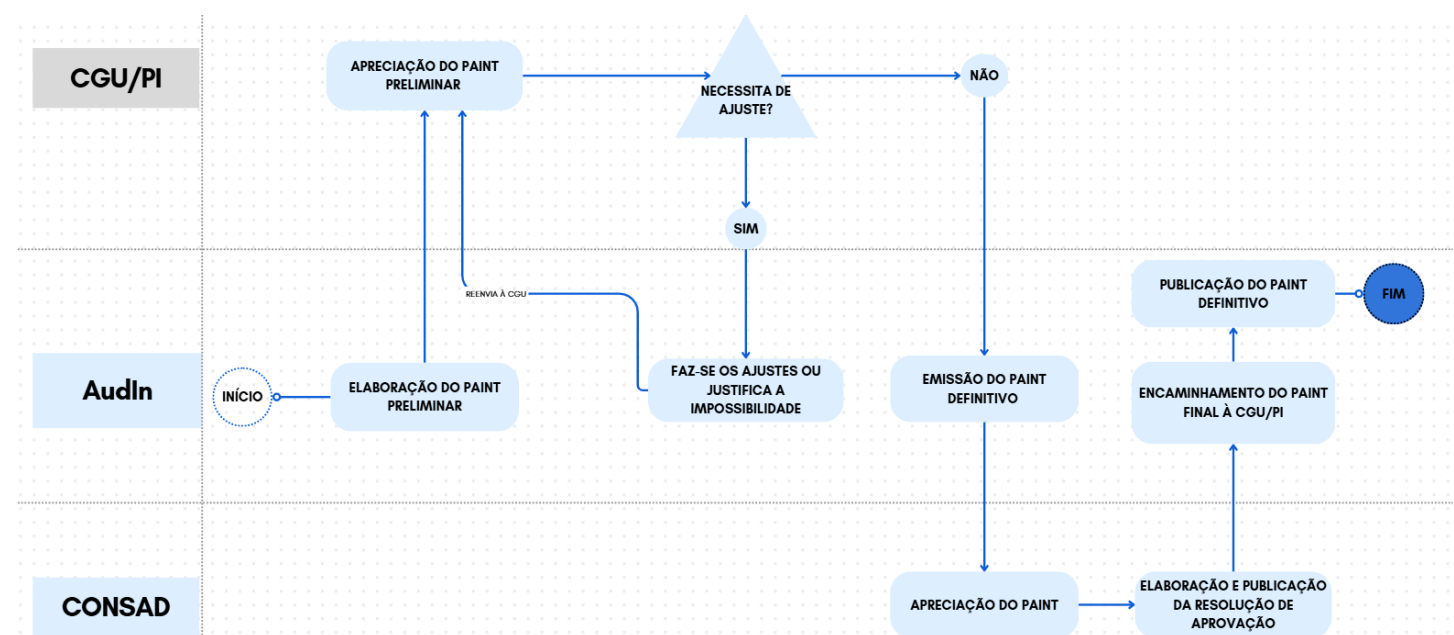 CGU/PI
APRECIAÇÃO DO PAINT
PRELIMINAR
NECESSITA DE
AJUSTE?
NÃO
SIM
AudIn
INÍCIO
ELABORAÇÃO DO PAINT
PRELIMINAR
REENVIA À CGU
FAZ-SE OS AJUSTES OU
JUSTIFICA A
IMPOSSIBILIDADE
EMISSÃO DO PAINT
DEFINITIVO
PUBLICAÇÃO DO PAINT
DEFINITIVO
FIM
ENCAMINHAMENTO DO PAINT
FINAL À CGU/PI
CONSAD
APRECIAÇÃO DO PAINT
ELABORAÇÃO E PUBLICAÇÃO
DA RESOLUÇÃO DE
APROVAÇÃO